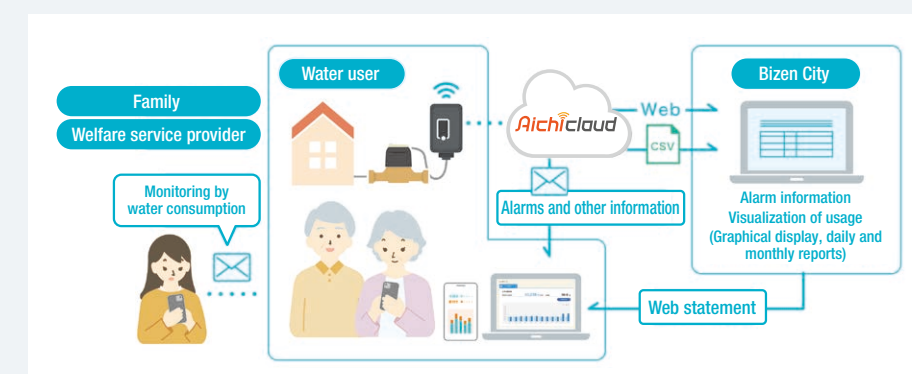 Family
Welfare service provider
Monitoring by
water consumption
Water user
Aichicloud
Alarms and other information
Web
CSV
Bizen City
Alarm information
Visualization of usage
(Graphical display, daily and
monthly reports)
Web statement